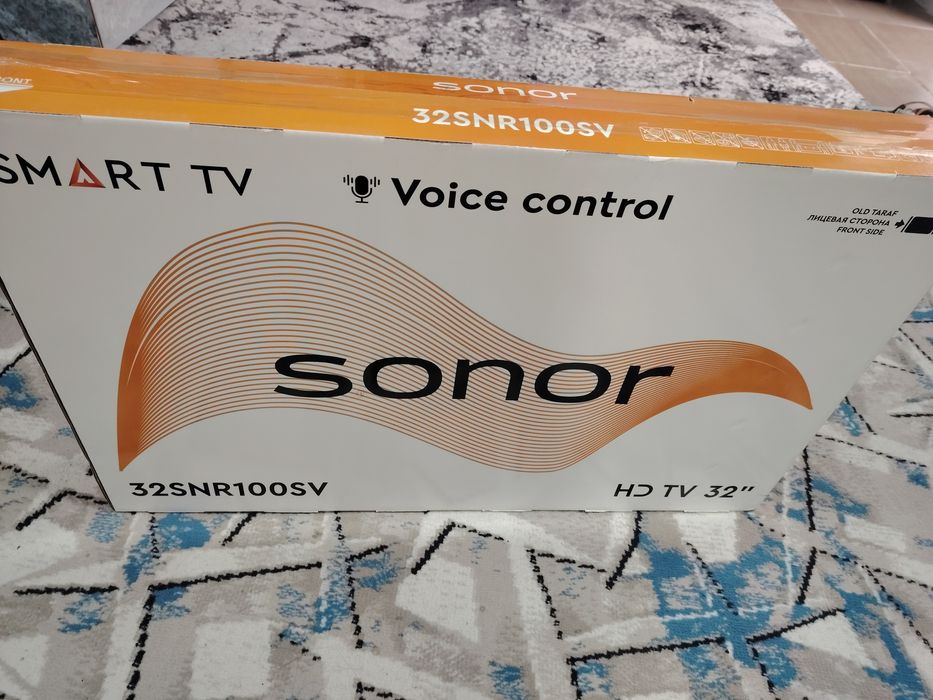 sonor
32SNR100SV
SMART TV
Voice control
OLD TARAF
ЛИЦЕВАЯ СТОРОНА
FRONT SIDE
sonor
32SNR100SV
HD TV 32"